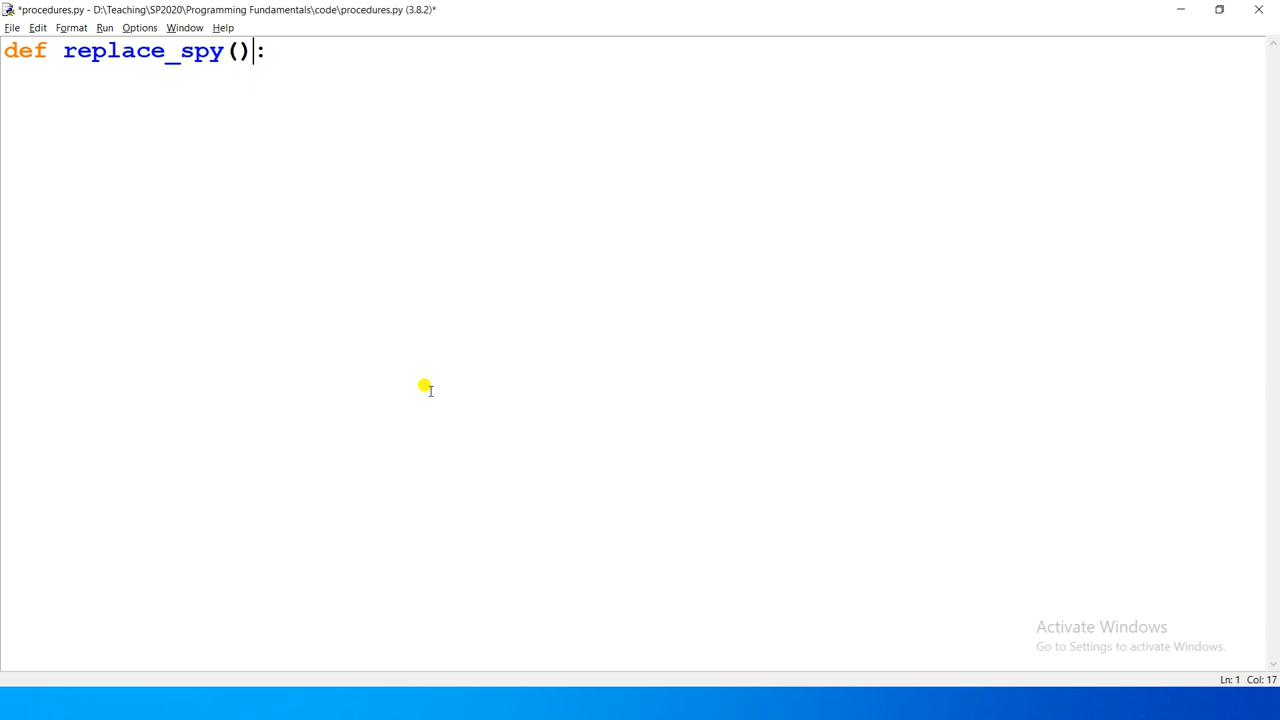 *procedures.py - D:\Teaching\SP2020\Programming Fundamentals\code\procedures.py (3.8.2)*
File Edit Format Run Options Window Help
def replace_spy():
Activate Windows
Go to Settings to activate Windows.
Ln: 1 Col: 17